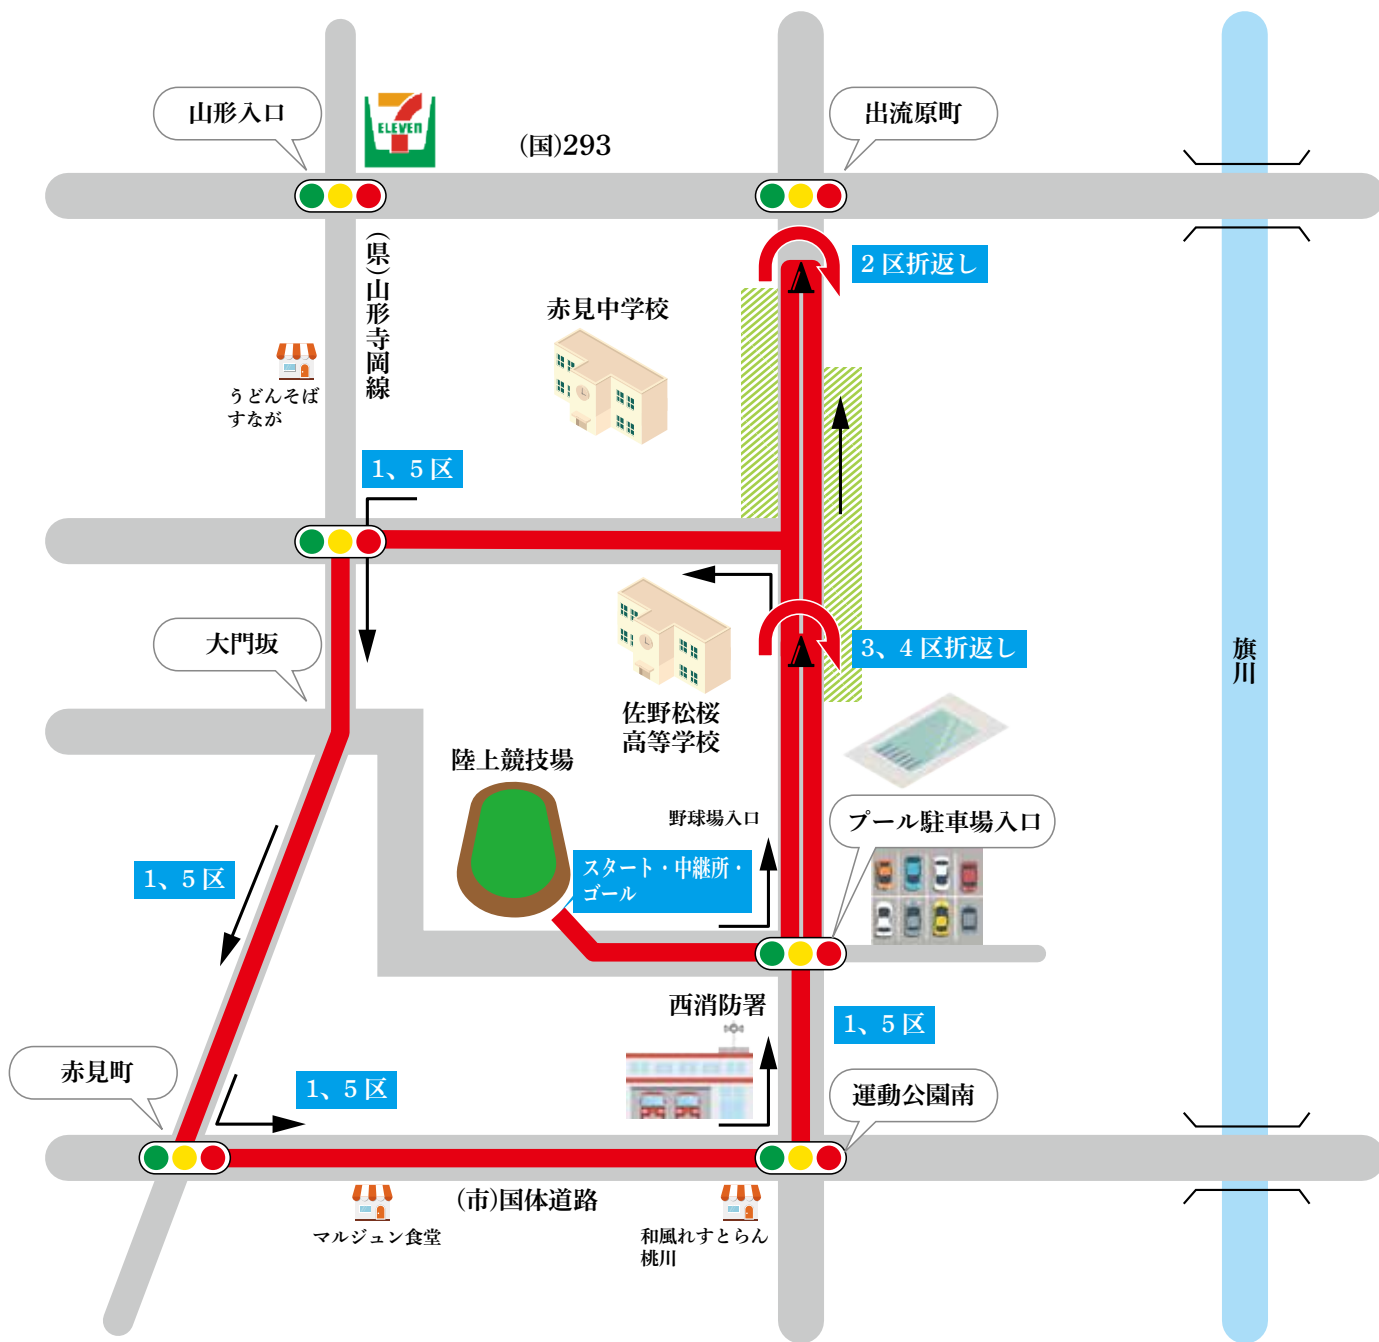 山形入口
ELEVEn
(国)293
出流原町
(県)山形寺岡線
2 区折返し
赤見中学校
うどんそば
すなが
1、5 区
大門坂
3、4 区折返し
旗川
佐野松桜
高等学校
陸上競技場
野球場入口
プール駐車場入口
スタート・中継所・
ゴール
1、5 区
西消防署
1、5 区
赤見町
1、5 区
運動公園南
(市)国体道路
マルジュン食堂
和風れすとらん
桃川